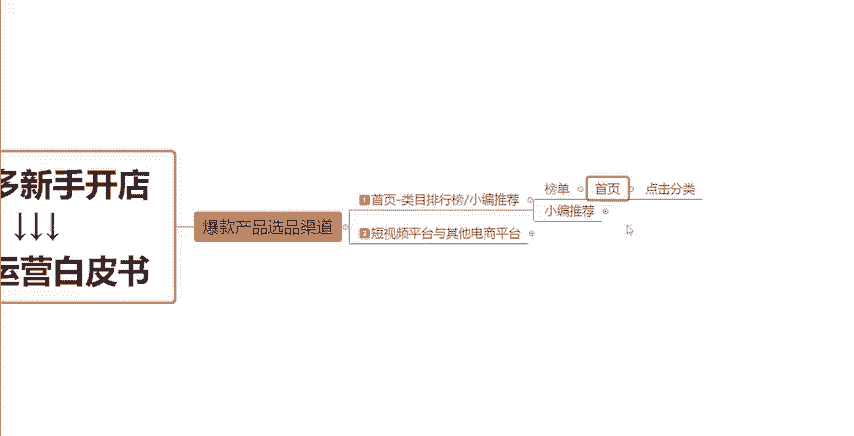 多新手开店
↓↓↓
运营白皮书
爆款产品选品渠道
1 首页-类目排行榜/小编推荐
榜单
首页
点击分类
小编推荐
2 短视频平台与其他电商平台